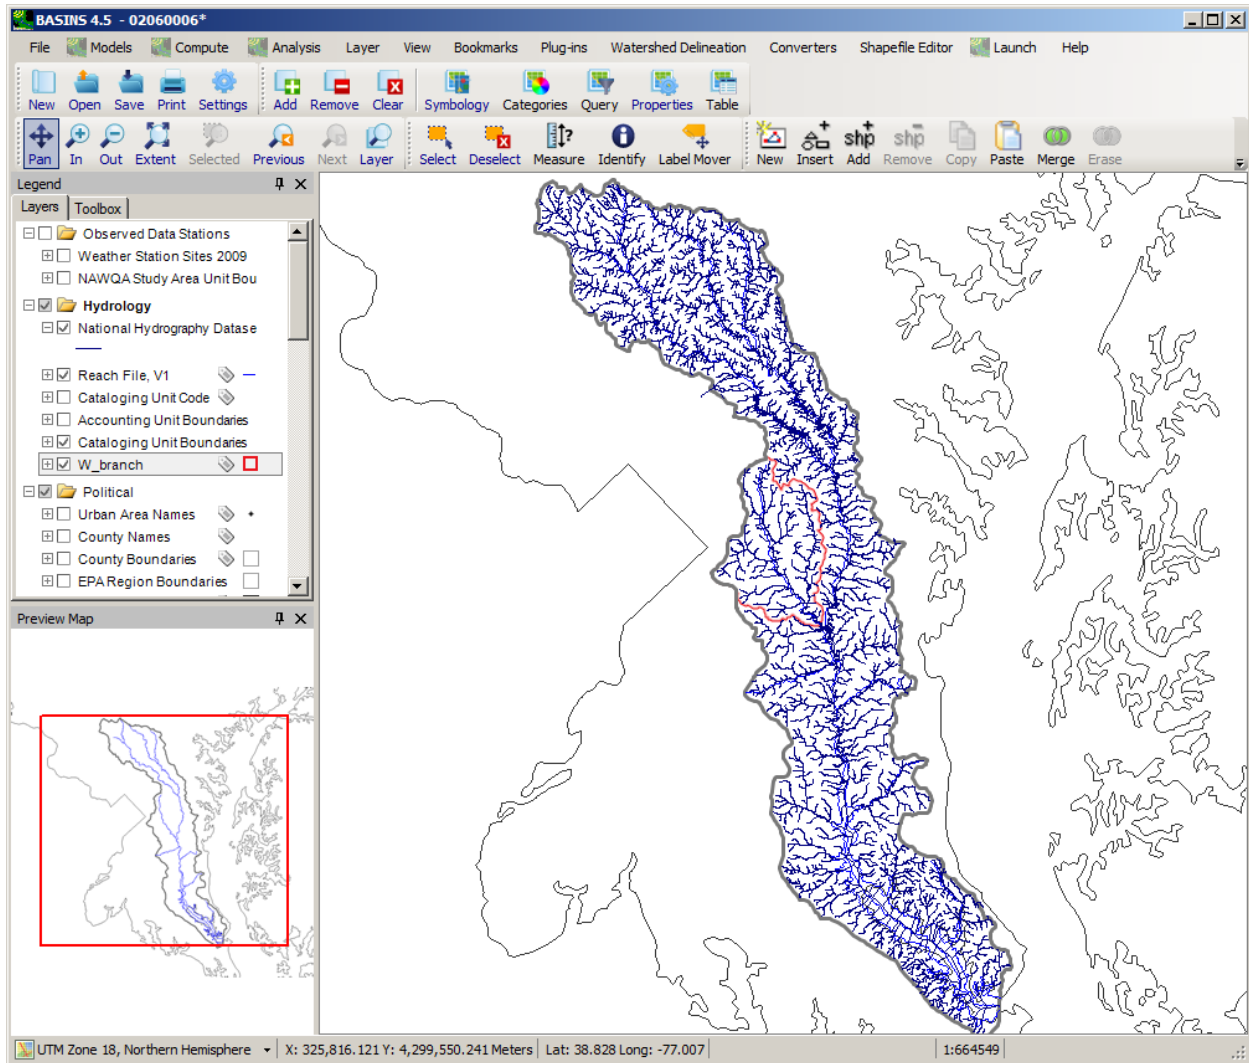 BASINS 4.5 - 02060006*
File Models Compute Analysis Layer View Bookmarks Plug-ins Watershed Delineation Converters Shapefile Editor Launch Help
New Open Save Print Settings Add Remove Clear Symbology Categories Query Properties Table
shp shp
Pan In Out Extent Selected Previous Next Layer Select Deselect Measure Identify Label Mover New Insert Add Remove Copy Paste Merge Erase
Legend
Layers Toolbox
Observed Data Stations
Weather Station Sites 2009
NAWQA Study Area Unit Bou
Hydrology
National Hydrography Datase
Reach File, V1
Cataloging Unit Code
Accounting Unit Boundaries
Cataloging Unit Boundaries
W_branch
Political
Urban Area Names
County Names
County Boundaries
EPA Region Boundaries
Preview Map
UTM Zone 18, Northern Hemisphere X: 325,816.121 Y: 4,299,550.241 Meters Lat: 38.828 Long: -77.007 1:664549